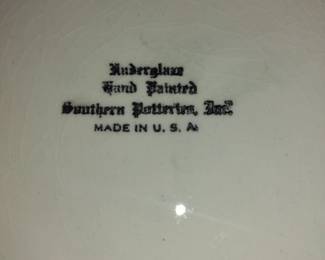 Underglaze
Hand Painted
Southern Potteries, Inc.
MADE IN U. S. A.